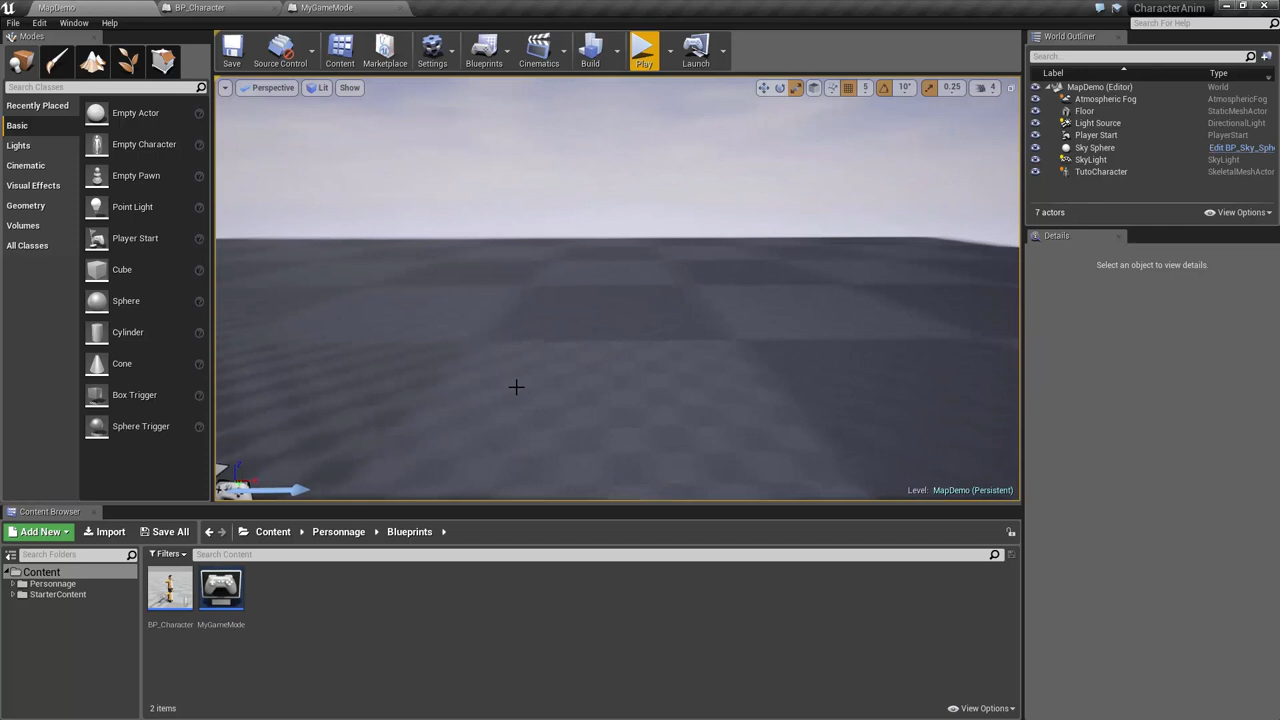 MapDemo
BP_Character
MyGameMode
CharacterAnim
File Edit Window Help
Search For Help
Modes
Save
Source Control
Content
Marketplace
Settings
Blueprints
Cinematics
Build
Play
Launch
Search Classes
Recently Placed
Basic
Lights
Cinematic
Visual Effects
Geometry
Volumes
All Classes
Empty Actor
Empty Character
Empty Pawn
Point Light
Player Start
Cube
Sphere
Cylinder
Cone
Box Trigger
Sphere Trigger
Perspective
Lit
Show
5
10°
0.25
4
Level: MapDemo (Persistent)
World Outliner
Search...
Label Type
MapDemo (Editor) World
Atmospheric Fog AtmosphericFog
Floor StaticMeshActor
Light Source DirectionalLight
Player Start PlayerStart
Sky Sphere Edit BP_Sky_Sph
SkyLight SkyLight
TutoCharacter SkeletalMeshActor
7 actors
View Options
Details
Select an object to view details.
Content Browser
Add New
Import
Save All
Content
Personnage
Blueprints
Search Folders
Filters
Search Content
Content
Personnage
StarterContent
BP_Character
MyGameMode
2 items
View Options